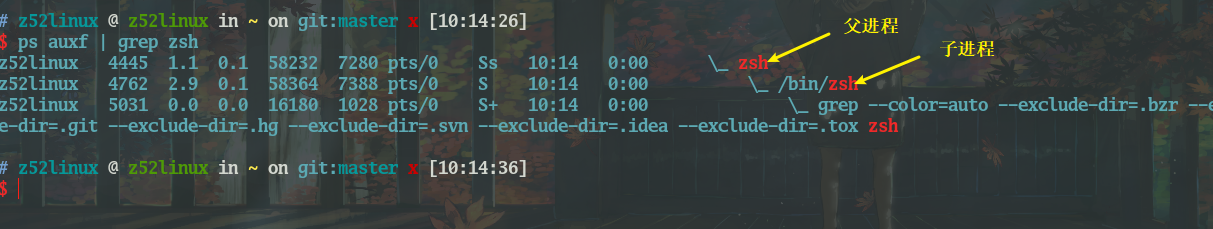 # z52linux @ z52linux in ~ on git:master x [10:14:26]
$ ps auxf | grep zsh
z52linux 4445 1.1 0.1 58232 7280 pts/0 Ss 10:14 0:00 \_ zsh
父进程
z52linux 4762 2.9 0.1 58364 7388 pts/0 S 10:14 0:00 \_ /bin/zsh
子进程
z52linux 5031 0.0 0.0 16180 1028 pts/0 S+ 10:14 0:00 \_ grep --color=auto --exclude-dir=.bzr --e
e-dir=.git --exclude-dir=.hg --exclude-dir=.svn --exclude-dir=.idea --exclude-dir=.tox zsh
# z52linux @ z52linux in ~ on git:master x [10:14:36]
$